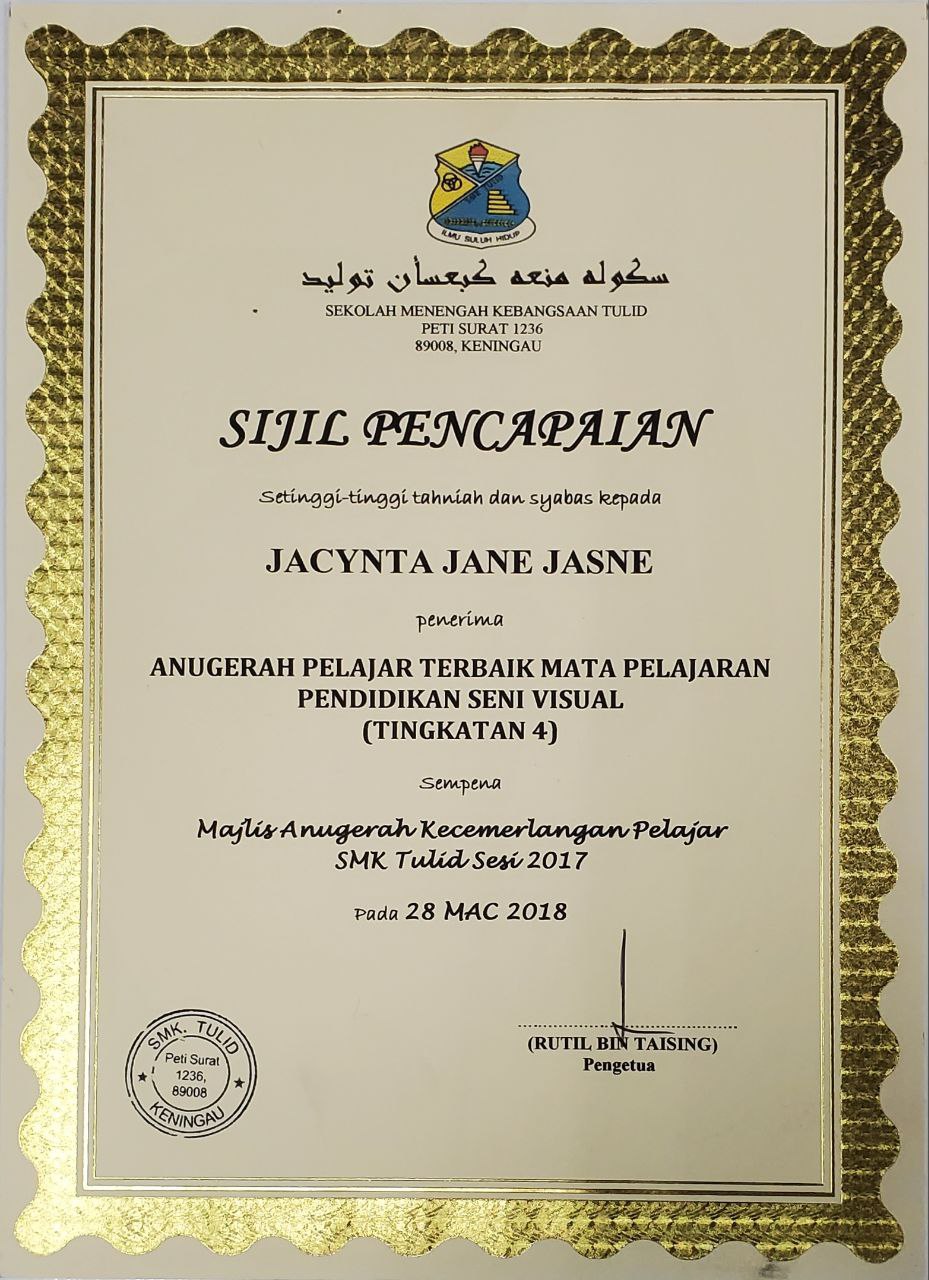 SMK TULID
ILMU SULUH HIDUP
سكوله منعه كبعسأن توليد
SEKOLAH MENENGAH KEBANGSAAN TULID
PETI SURAT 1236
89008, KENINGAU
SIJIL PENCAPAIAN
Setinggi-tinggi tahniah dan syabas kepada
JACYNTA JANE JASNE
penerima
ANUGERAH PELAJAR TERBAIK MATA PELAJARAN
PENDIDIKAN SENI VISUAL
(TINGKATAN 4)
Sempena
Majlis Anugerah Kecemerlangan Pelajar
SMK Tulid Sesi 2017
Pada 28 MAC 2018
(RUTIL BIN TAISING)
Pengetua
SMK. TULID
Peti Surat
1236,
89008
KENINGAU